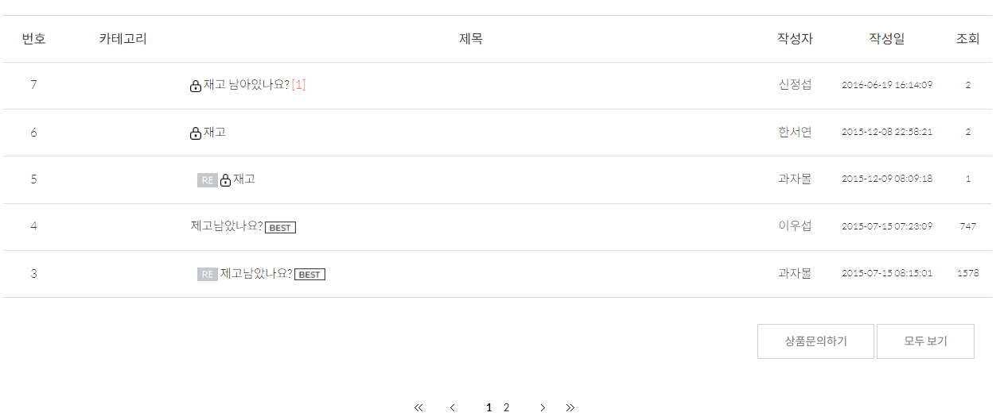 번호 카테고리 제목 작성자 작성일 조회
7 재고 남아있나요? [1] 신정섭 2016-06-19 16:14:09 2
6 재고 한서연 2015-12-08 22:58:21 2
5 RE 재고 과자몰 2015-12-09 08:09:18 1
4 제고남았나요? BEST 이우섭 2015-07-15 07:23:09 747
3 RE 제고남았나요? BEST 과자몰 2015-07-15 08:15:01 1578
상품문의하기 모두 보기
1 2